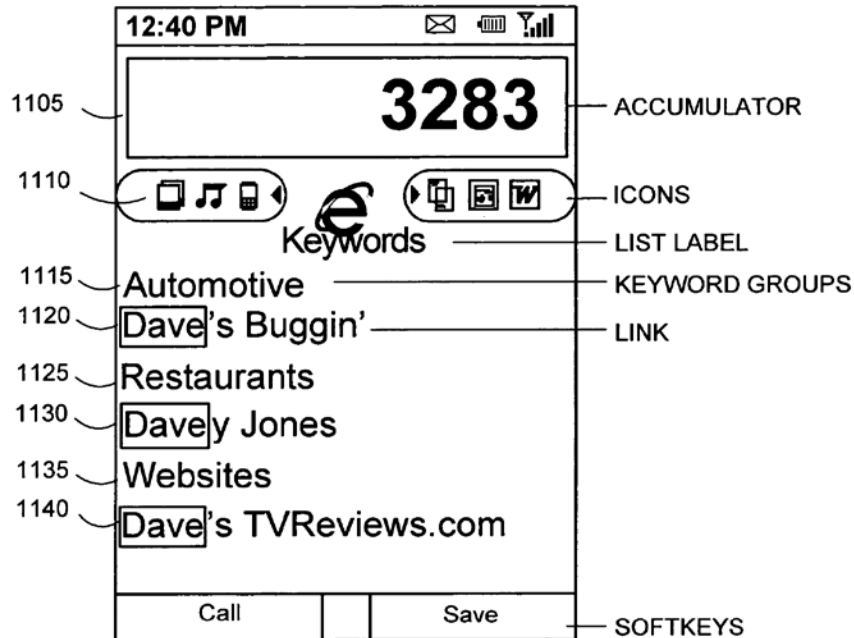 12:40 PM
1105 3283 ACCUMULATOR
1110 ICONS
Keywords LIST LABEL
1115 Automotive KEYWORD GROUPS
1120 Dave's Buggin' LINK
1125 Restaurants
1130 Davey Jones
1135 Websites
1140 Dave's TVReviews.com
Call Save SOFTKEYS